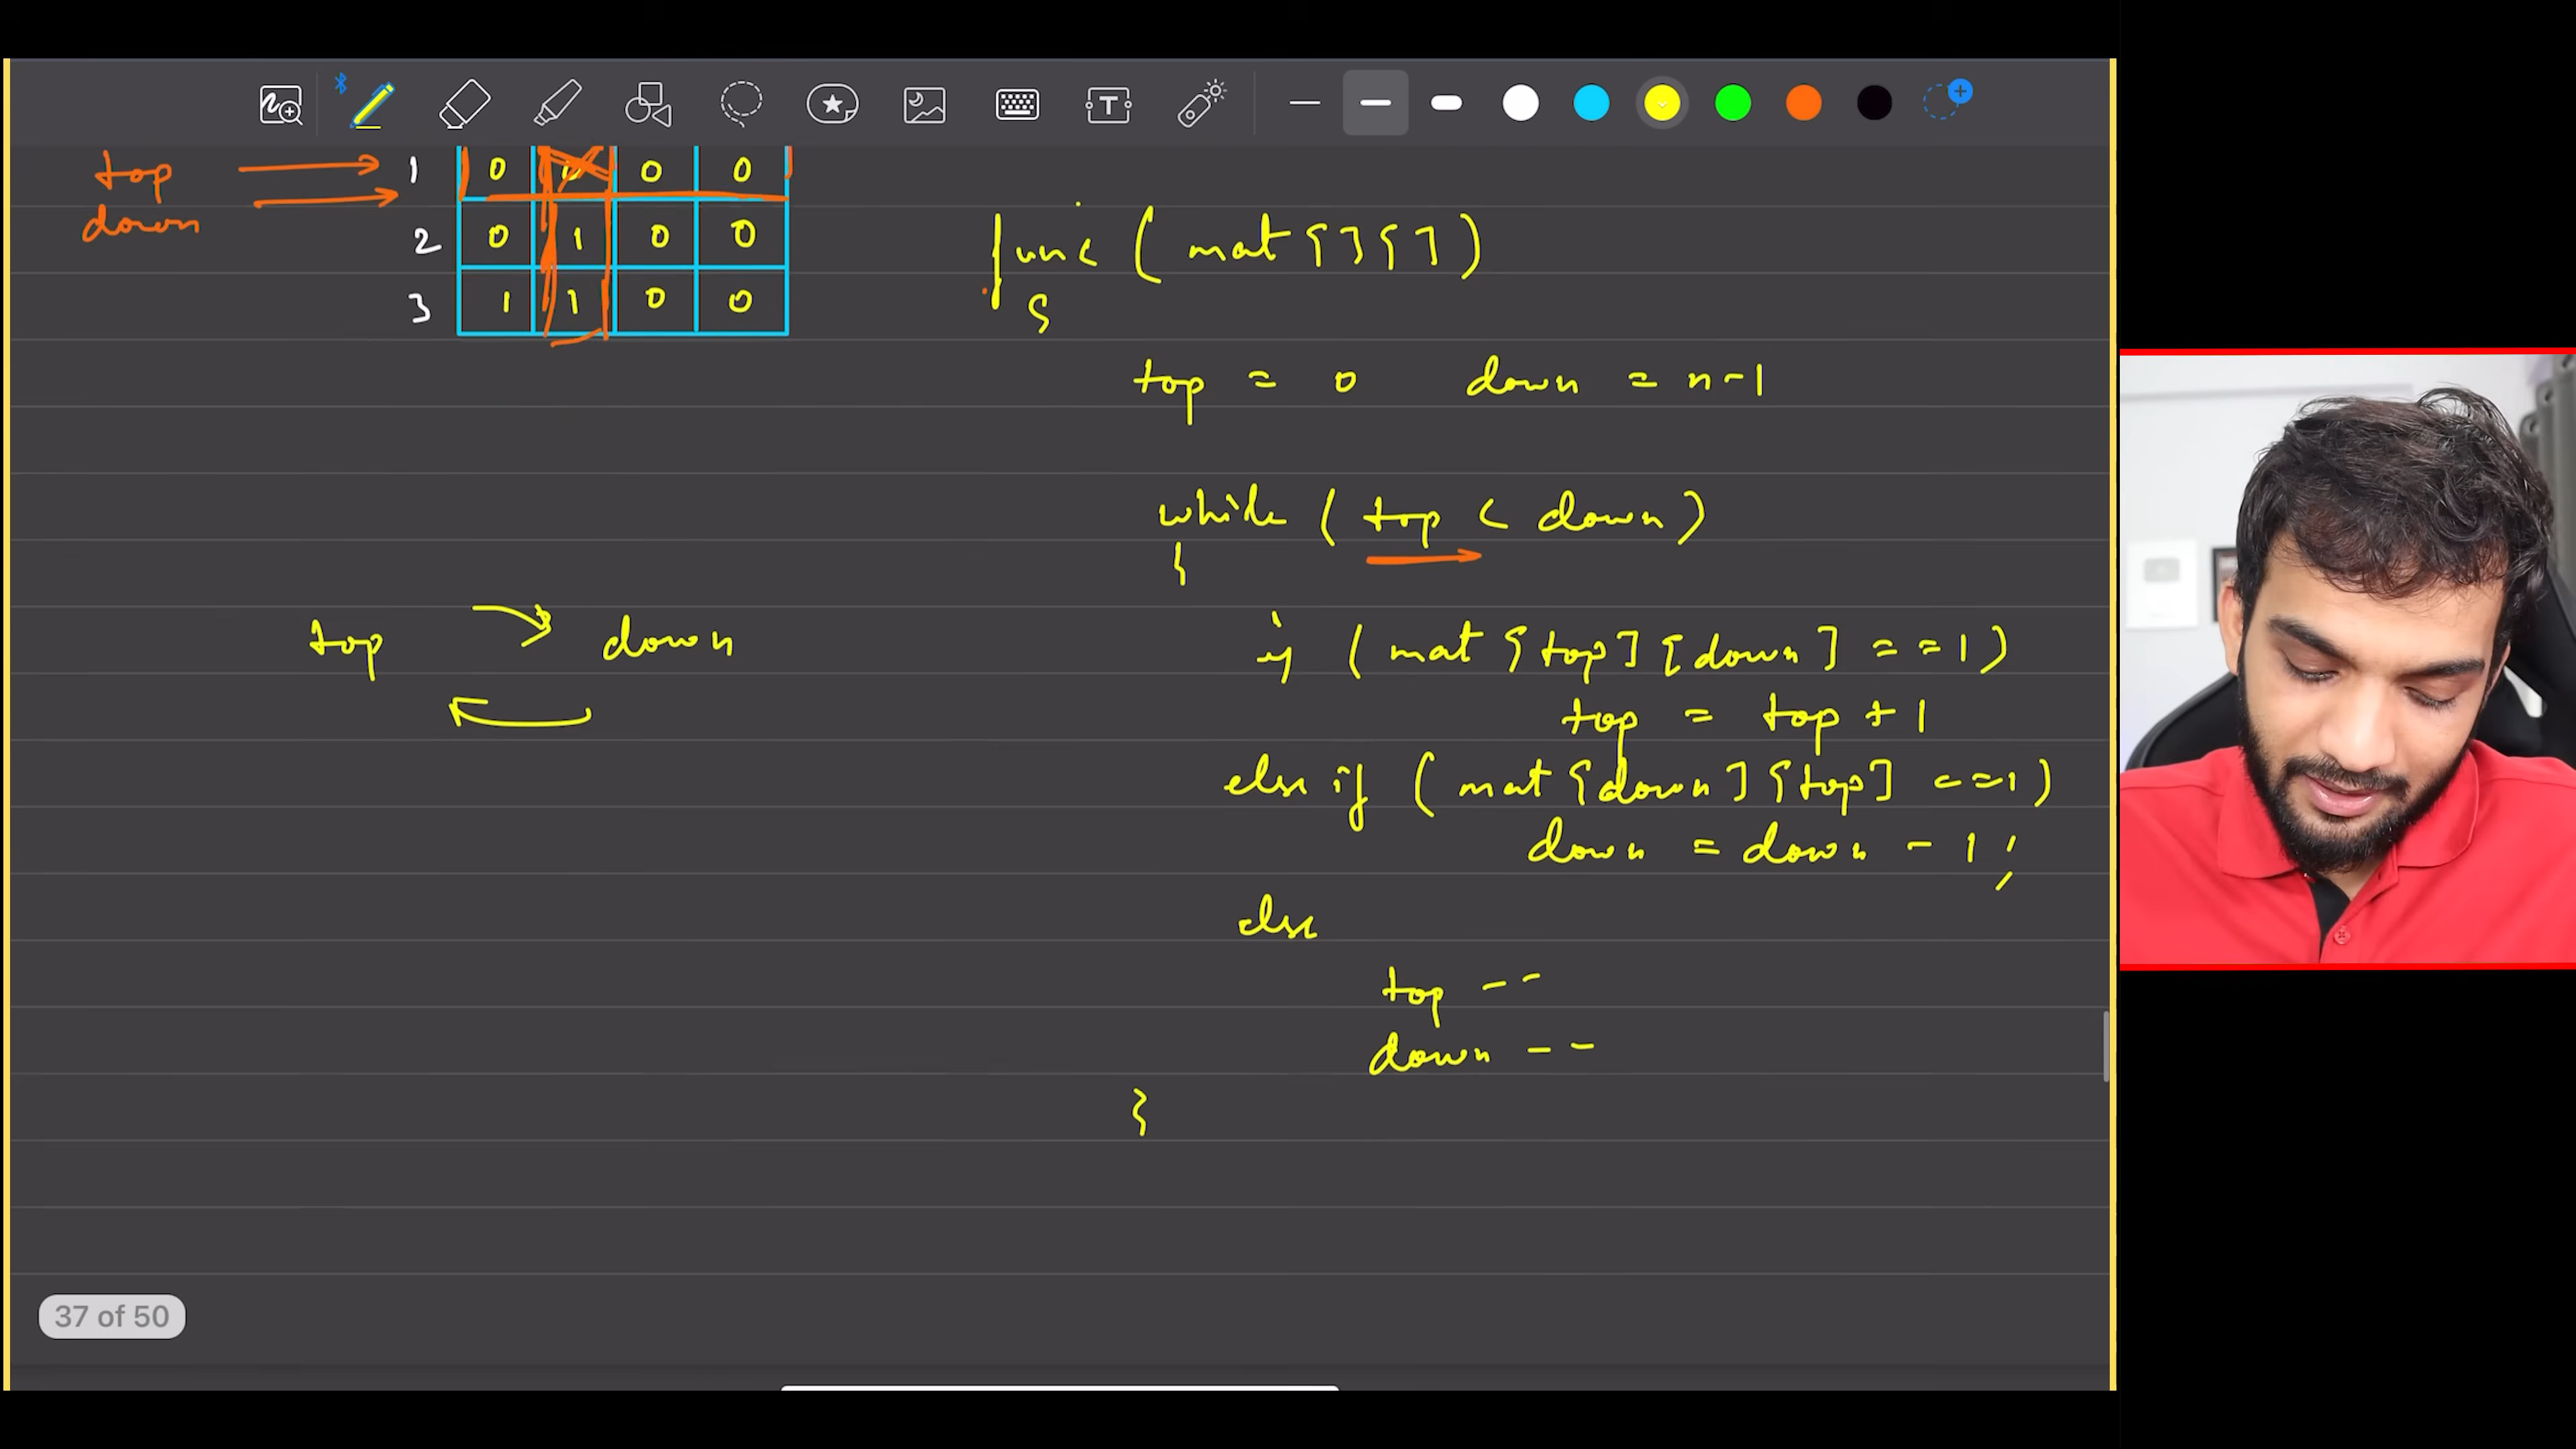 top
down
1 0 0 0 0
2 0 1 0 0
3 1 1 0 0
func ( mat [ ] [ ] )
{
top = 0 down = n-1
while ( top < down )
{
top down
if ( mat [top] [down] == 1 )
top = top + 1
else if ( mat [down] [top] == 1 )
down = down - 1 ;
else
top --
down --
}
37 of 50
T